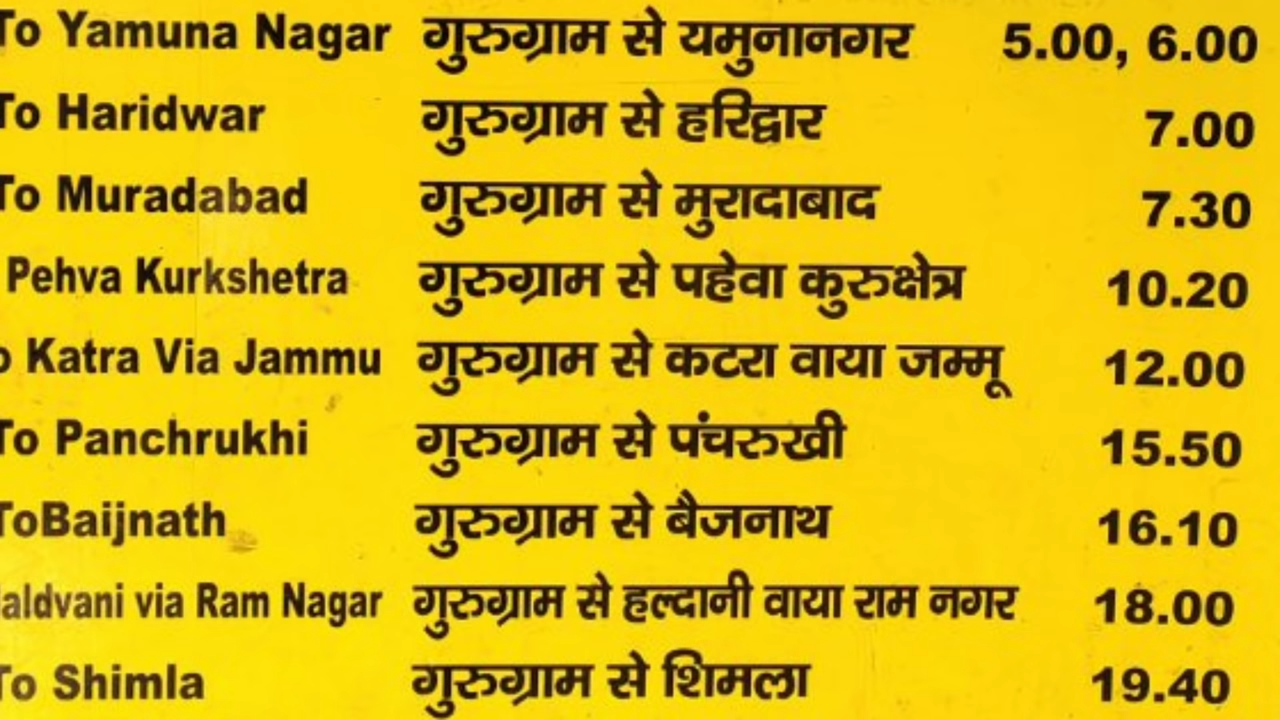 To Yamuna Nagar गुरुग्राम से यमुनानगर 5.00, 6.00
To Haridwar गुरुग्राम से हरिद्वार 7.00
To Muradabad गुरुग्राम से मुरादाबाद 7.30
Pehva Kurkshetra गुरुग्राम से पहेवा कुरुक्षेत्र 10.20
Katra Via Jammu गुरुग्राम से कटरा वाया जम्मू 12.00
To Panchrukhi गुरुग्राम से पंचरुखी 15.50
ToBaijnath गुरुग्राम से बैजनाथ 16.10
aldvani via Ram Nagar गुरुग्राम से हल्दानी वाया राम नगर 18.00
To Shimla गुरुग्राम से शिमला 19.40